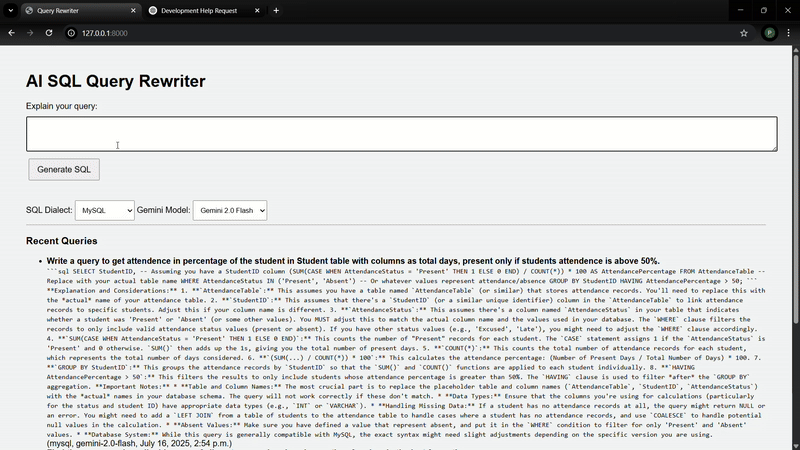 Query Rewriter
Development Help Request
127.0.0.1:8000
P
AI SQL Query Rewriter
Explain your query:
Generate SQL
SQL Dialect: MySQL Gemini Model: Gemini 2.0 Flash
Recent Queries
• Write a query to get attendence in percentage of the student in Student table with columns as total days, present only if students attendence is above 50%.
```sql SELECT StudentID, -- Assuming you have a StudentID column (SUM(CASE WHEN AttendanceStatus = 'Present' THEN 1 ELSE 0 END) / COUNT(*)) * 100 AS AttendancePercentage FROM AttendanceTable --
Replace with your actual table name WHERE AttendanceStatus IN ('Present', 'Absent') -- Or whatever values represent attendance/absence GROUP BY StudentID HAVING AttendancePercentage > 50; ```
**Explanation and Considerations:** 1. **`AttendanceTable`:** This assumes you have a table named `AttendanceTable` (or similar) that stores attendance records. You'll need to replace this with
the *actual* name of your attendance table. 2. **`StudentID`:** This assumes that there's a `StudentID` (or a similar unique identifier) column in the `AttendanceTable` to link attendance
records to specific students. Adjust this if your column name is different. 3. **`AttendanceStatus`:** This assumes there's a column named `AttendanceStatus` in your table that indicates
whether a student was 'Present' or 'Absent' (or some other values). You MUST adjust this to match the actual column name and the values used in your database. The `WHERE` clause filters the
records to only include valid attendance status values (present or absent). If you have other status values (e.g., 'Excused', 'Late'), you might need to adjust the `WHERE` clause accordingly.
4. **`SUM(CASE WHEN AttendanceStatus = 'Present' THEN 1 ELSE 0 END)`:** This counts the number of "Present" records for each student. The `CASE` statement assigns 1 if the `AttendanceStatus` is
'Present' and 0 otherwise. `SUM()` then adds up the 1s, giving you the total number of present days. 5. **`COUNT(*)`:** This counts the total number of attendance records for each student,
which represents the total number of days considered. 6. **`(SUM(...) / COUNT(*)) * 100`:** This calculates the attendance percentage: (Number of Present Days / Total Number of Days) * 100. 7.
**`GROUP BY StudentID`:** This groups the attendance records by `StudentID` so that the `SUM()` and `COUNT()` functions are applied to each student individually. 8. **`HAVING
AttendancePercentage > 50`:** This filters the results to only include students whose attendance percentage is greater than 50%. The `HAVING` clause is used to filter *after* the `GROUP BY`
aggregation. **Important Notes:** * **Table and Column Names:** The most crucial part is to replace the placeholder table and column names (`AttendanceTable`, `StudentID`, `AttendanceStatus`)
with the *actual* names in your database schema. The query will not work correctly if these don't match. * **Data Types:** Ensure that the columns you're using for calculations (particularly
for the status and student ID) have appropriate data types (e.g., `INT` or `VARCHAR`). * **Handling Missing Data:** If a student has no attendance records at all, the query might return NULL or
an error. You might need to add a `LEFT JOIN` from a table of students to the attendance table to handle cases where a student has no attendance records, and use `COALESCE` to handle potential
null values in the calculation. * **Absent Values:** Make sure you have defined a value that represent absent, and put it in the `WHERE` condition to filter for only 'Present' and 'Absent'
values. * **Database System:** While this query is generally compatible with MySQL, the exact syntax might need slight adjustments depending on the specific version you are using.
(mysql, gemini-2.0-flash, July 16, 2025, 2:54 p.m.)